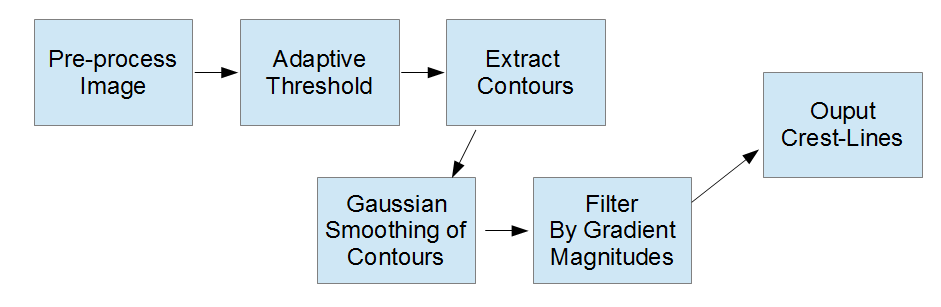 Pre-process
Image
Adaptive
Threshold
Extract
Contours
Gaussian
Smoothing of
Contours
Filter
By Gradient
Magnitudes
Ouput
Crest-Lines